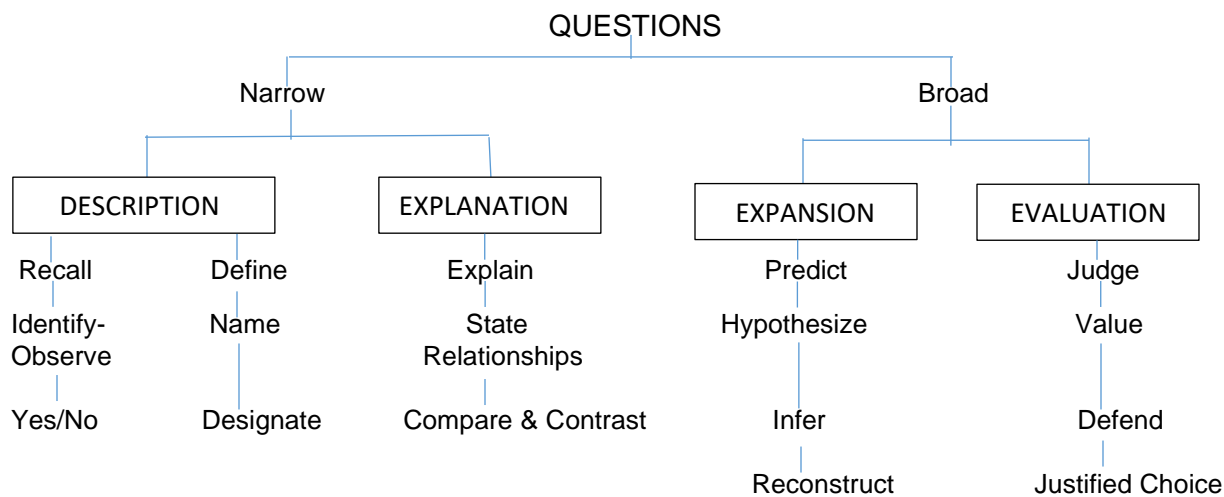 QUESTIONS
Narrow
Broad
DESCRIPTION
EXPLANATION
EXPANSION
EVALUATION
Recall
Define
Explain
Predict
Judge
Identify-
Observe
Name
State
Relationships
Hypothesize
Value
Yes/No
Designate
Compare & Contrast
Infer
Defend
Reconstruct
Justified Choice